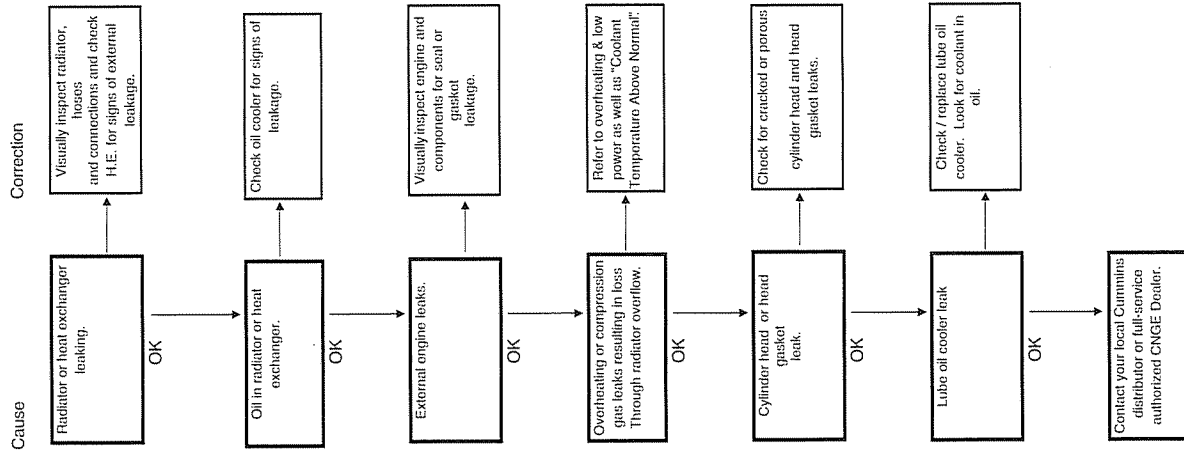 Cause
Correction
Radiator or heat exchanger
leaking.
Visually inspect radiator,
hoses
and connections and check
H.E. for signs of external
leakage.
OK
Oil in radiator or heat
exchanger.
Check oil cooler for signs of
leakage.
OK
External engine leaks.
Visually inspect engine and
components for seal or
gasket
leakage.
OK
Overheating or compression
gas leaks resulting in loss
Through radiator overflow.
Refer to overheating & low
power as well as "Coolant
Temperature Above Normal".
OK
Cylinder head or head
gasket
leak.
Check for cracked or porous
cylinder head and head
gasket leaks.
OK
Lube oil cooler leak
Check / replace lube oil
cooler. Look for coolant in
oil.
OK
Contact your local Cummins
distributor or full-service
authorized CNGE Dealer.